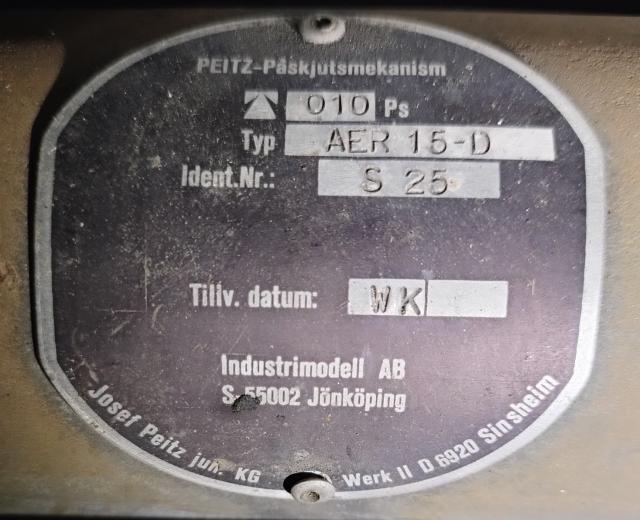 PEITZ-Påskjutsmekanism
010 Ps
Typ AER 15-D
Ident.Nr.: S 25
Tillv. datum: WK
Industrimodell AB
S-55002 Jönköping
Josef Peitz jun. KG Werk II D 6920 Sinsheim